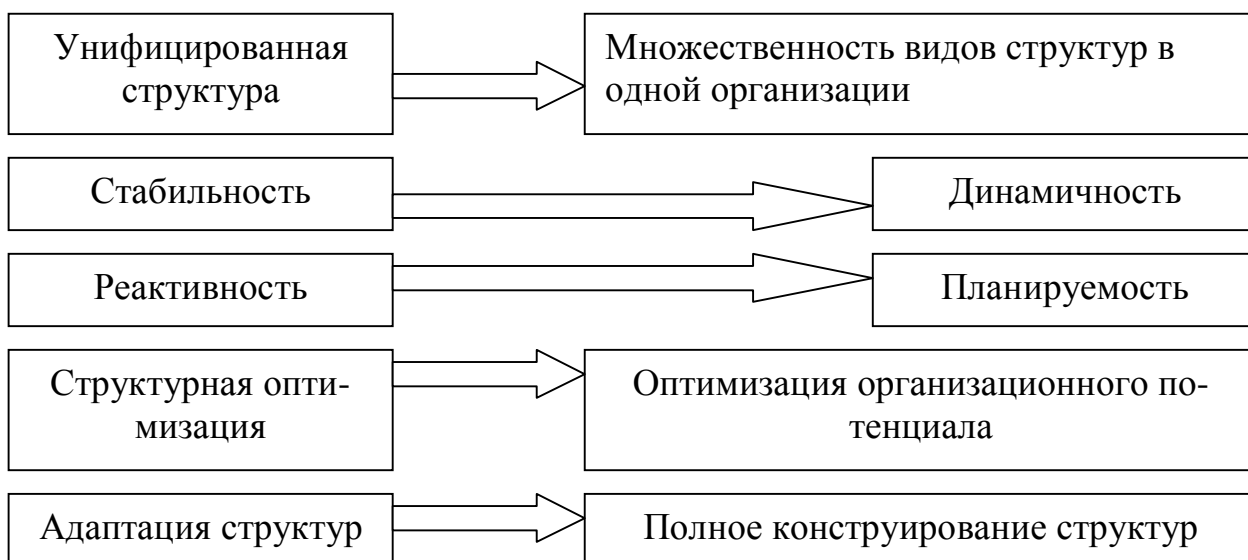 Унифицированная
структура
Множественность видов структур в
одной организации
Стабильность
Динамичность
Реактивность
Планируемость
Структурная опти-
мизация
Оптимизация организационного по-
тенциала
Адаптация структур
Полное конструирование структур